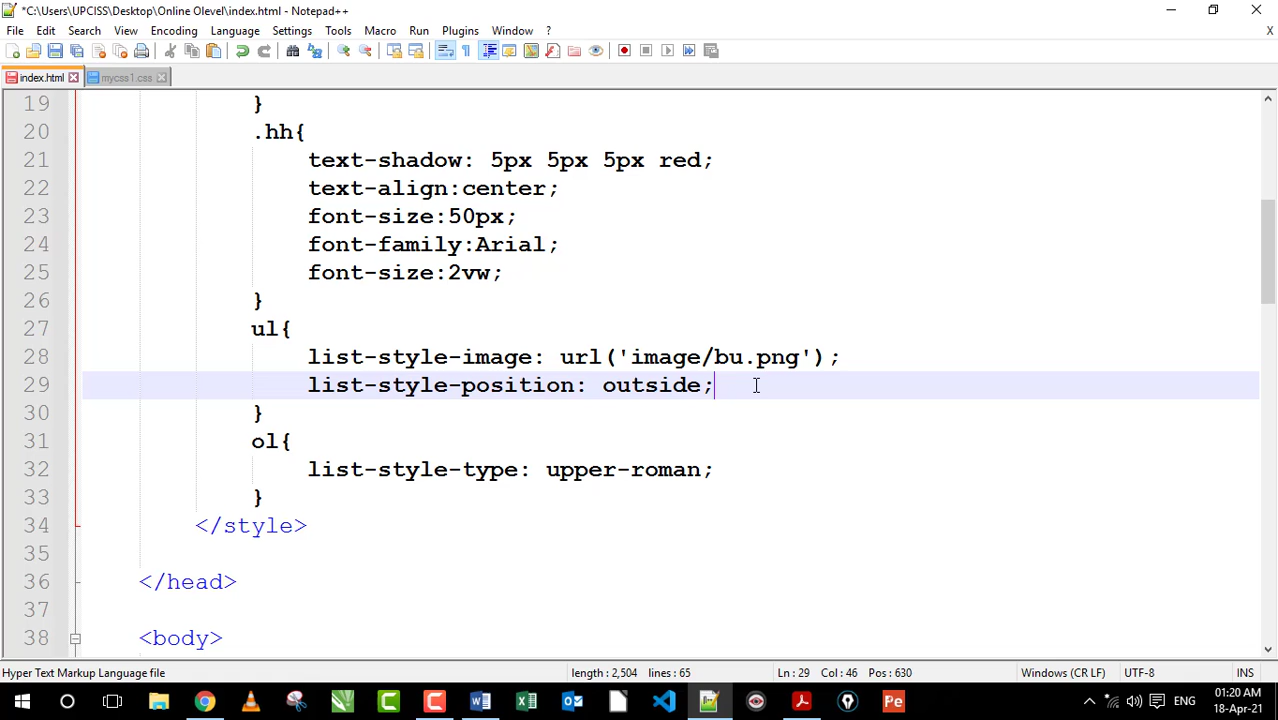 *C:\Users\UPCISS\Desktop\Online Olevel\index.html - Notepad++
File Edit Search View Encoding Language Settings Tools Macro Run Plugins Window ? X
index.html mycss1.css
19 }
20 .hh{
21 text-shadow: 5px 5px 5px red;
22 text-align:center;
23 font-size:50px;
24 font-family:Arial;
25 font-size:2vw;
26 }
27 ul{
28 list-style-image: url('image/bu.png');
29 list-style-position: outside;
30 }
31 ol{
32 list-style-type: upper-roman;
33 }
34 </style>
35
36 </head>
37
38 <body>
Hyper Text Markup Language file length : 2,504 lines : 65 Ln : 29 Col : 46 Pos : 630 Windows (CR LF) UTF-8 INS
ENG 01:20 AM
18-Apr-21